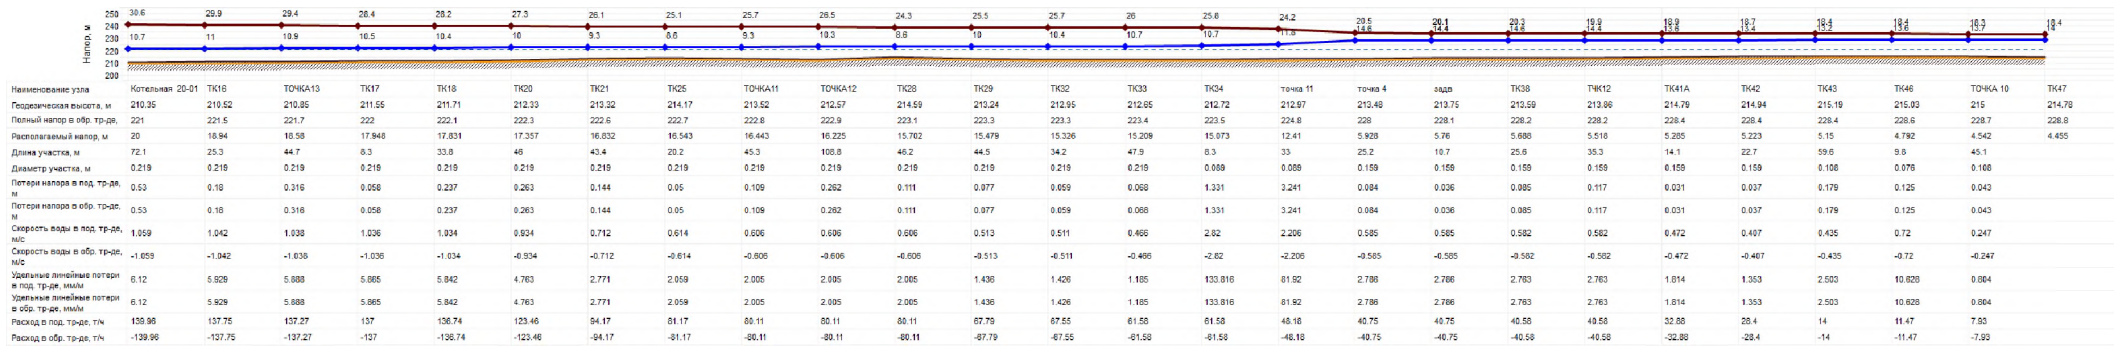 30.6 29.9 29.4 28.4 28.2 27.3 26.1 25.1 25.7 26.5 24.3 25.5 25.7 26 25.8 24.2 20.5 20.1 20.3 19.9 18.9 18.7 18.4 18.4 18.3 18.4
10.7 11 10.9 10.5 10.4 10 9.3 8.6 9.3 10.3 8.6 10 10.4 10.7 10.7 11.8 14.6 14.4 14.6 14.4 13.6 13.4 13.2 13.6 13.7 14
Напор, м
250
240
230
220
210
200
Наименование узла Котельная 20-01 ТК16 ТОЧКА13 ТК17 ТК18 ТК20 ТК21 ТК25 ТОЧКА11 ТОЧКА12 ТК28 ТК29 ТК32 ТК33 ТК34 точка 11 точка 4 задв ТК38 ТЧК12 ТК41А ТК42 ТК43 ТК46 ТОЧКА 10 ТК47
Геодезическая высота, м 210.35 210.52 210.85 211.55 211.71 212.33 213.32 214.17 213.52 212.57 214.59 213.24 212.95 212.65 212.72 212.97 213.48 213.75 213.59 213.86 214.79 214.94 215.19 215.03 215 214.78
Полный напор в обр. тр-де, 221 221.5 221.7 222 222.1 222.3 222.6 222.7 222.8 222.9 223.1 223.3 223.3 223.4 223.5 224.8 228 228.1 228.2 228.2 228.4 228.4 228.4 228.6 228.7 228.8
Располагаемый напор, м 20 18.94 18.58 17.948 17.831 17.357 16.832 16.543 16.443 16.225 15.702 15.479 15.326 15.209 15.073 12.41 5.928 5.76 5.688 5.518 5.285 5.223 5.15 4.792 4.542 4.455
Длина участка, м 72.1 25.3 44.7 8.3 33.8 46 43.4 20.2 45.3 108.8 46.2 44.5 34.2 47.9 8.3 33 25.2 10.7 25.6 35.3 14.1 22.7 59.6 9.8 45.1
Диаметр участка, м 0.219 0.219 0.219 0.219 0.219 0.219 0.219 0.219 0.219 0.219 0.219 0.219 0.219 0.219 0.089 0.089 0.159 0.159 0.159 0.159 0.159 0.159 0.108 0.076 0.108
Потери напора в под. тр-де,
м 0.53 0.18 0.316 0.058 0.237 0.263 0.144 0.05 0.109 0.262 0.111 0.077 0.059 0.068 1.331 3.241 0.084 0.036 0.085 0.117 0.031 0.037 0.179 0.125 0.043
Потери напора в обр. тр-де,
м 0.53 0.18 0.316 0.058 0.237 0.263 0.144 0.05 0.109 0.262 0.111 0.077 0.059 0.068 1.331 3.241 0.084 0.036 0.085 0.117 0.031 0.037 0.179 0.125 0.043
Скорость воды в под. тр-де,
м/с 1.059 1.042 1.038 1.036 1.034 0.934 0.712 0.614 0.606 0.606 0.606 0.513 0.511 0.466 2.82 2.206 0.585 0.585 0.582 0.582 0.472 0.407 0.435 0.72 0.247
Скорость воды в обр. тр-де,
м/с -1.059 -1.042 -1.038 -1.036 -1.034 -0.934 -0.712 -0.614 -0.606 -0.606 -0.606 -0.513 -0.511 -0.466 -2.82 -2.206 -0.585 -0.585 -0.582 -0.582 -0.472 -0.407 -0.435 -0.72 -0.247
Удельные линейные потери
в под. тр-де, мм/м 6.12 5.929 5.888 5.865 5.842 4.763 2.771 2.059 2.005 2.005 2.005 1.436 1.426 1.185 133.816 81.92 2.786 2.786 2.763 2.763 1.814 1.353 2.503 10.628 0.804
Удельные линейные потери
в обр. тр-де, мм/м 6.12 5.929 5.888 5.865 5.842 4.763 2.771 2.059 2.005 2.005 2.005 1.436 1.426 1.185 133.816 81.92 2.786 2.786 2.763 2.763 1.814 1.353 2.503 10.628 0.804
Расход в под. тр-де, т/ч 139.96 137.75 137.27 137 136.74 123.46 94.17 81.17 80.11 80.11 80.11 67.79 67.55 61.58 61.58 48.18 40.75 40.75 40.58 40.58 32.88 28.4 14 11.47 7.93
Расход в обр. тр-де, т/ч -139.96 -137.75 -137.27 -137 -136.74 -123.46 -94.17 -81.17 -80.11 -80.11 -80.11 -67.79 -67.55 -61.58 -61.58 -48.18 -40.75 -40.75 -40.58 -40.58 -32.88 -28.4 -14 -11.47 -7.93